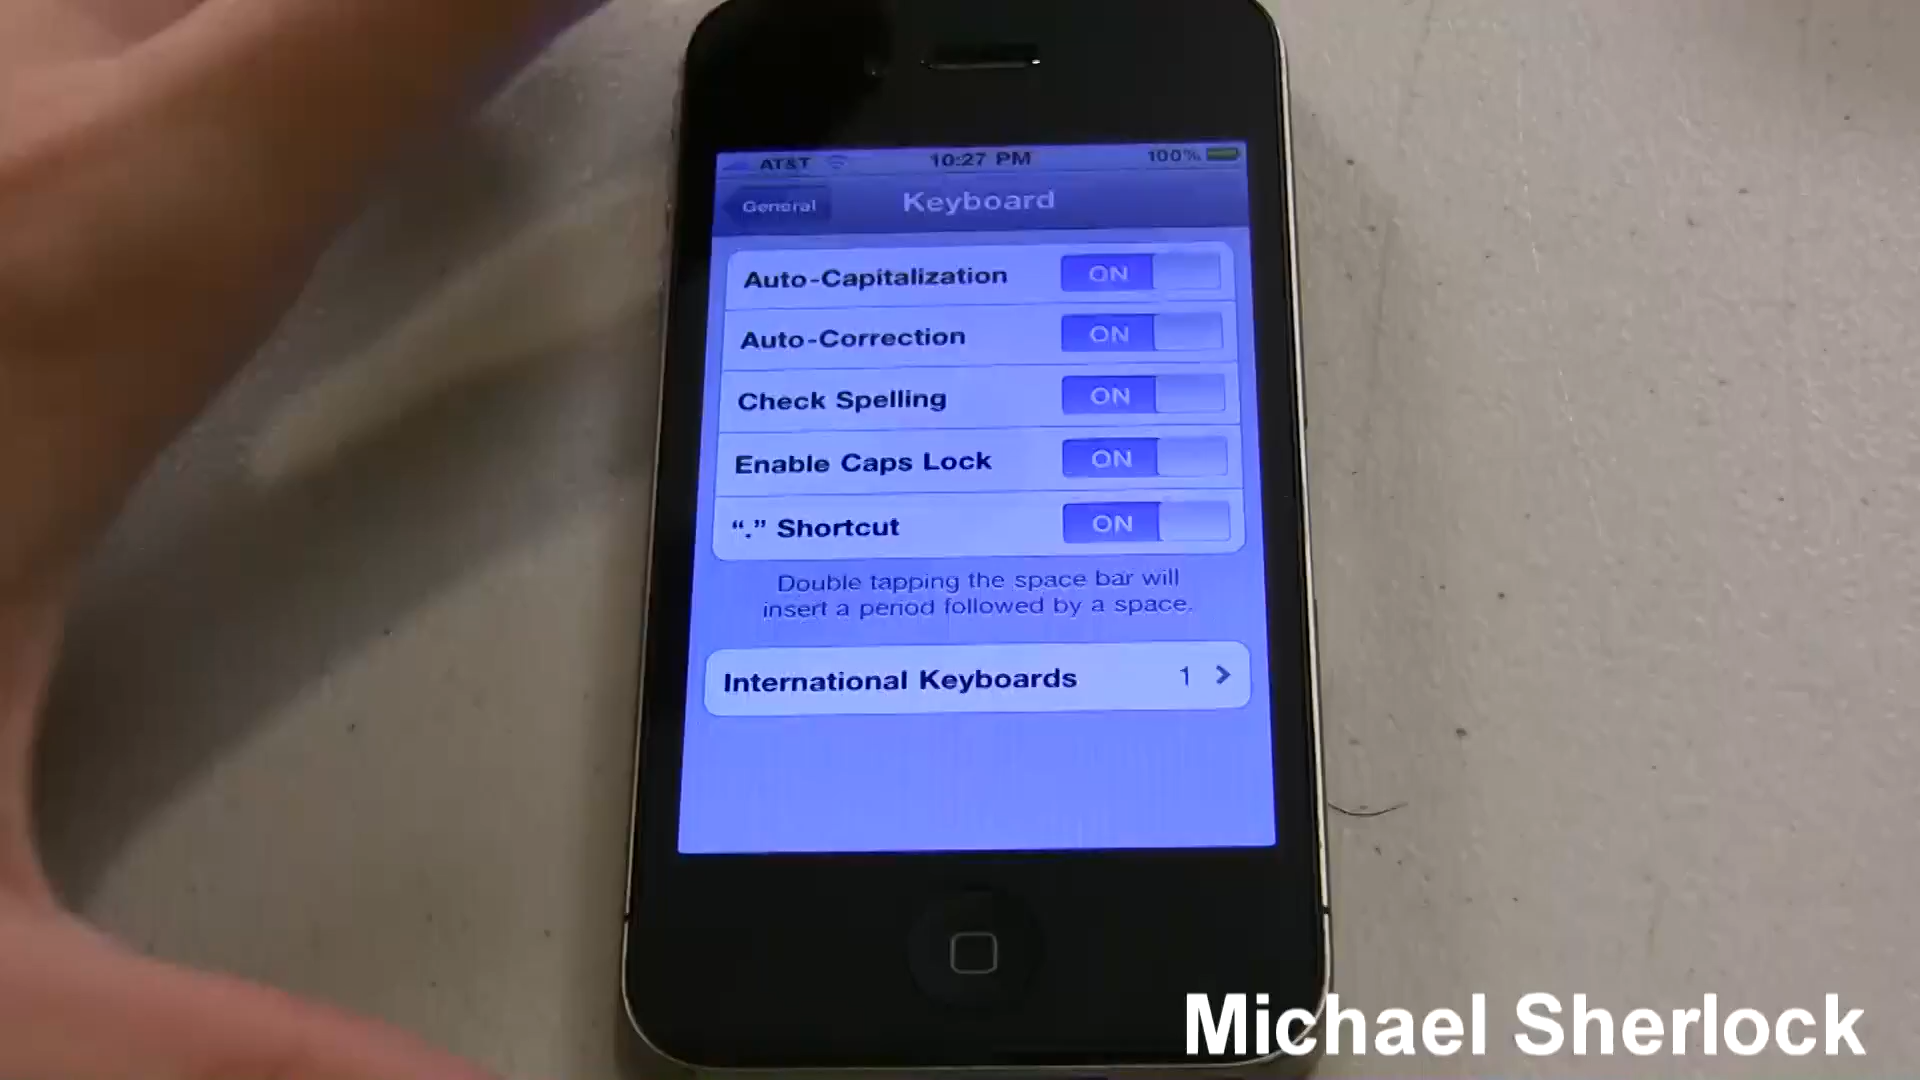 AT&T 10:27 PM 100%
General Keyboard
Auto-Capitalization ON
Auto-Correction ON
Check Spelling ON
Enable Caps Lock ON
“.” Shortcut ON
Double tapping the space bar will
insert a period followed by a space.
International Keyboards 1
Michael Sherlock